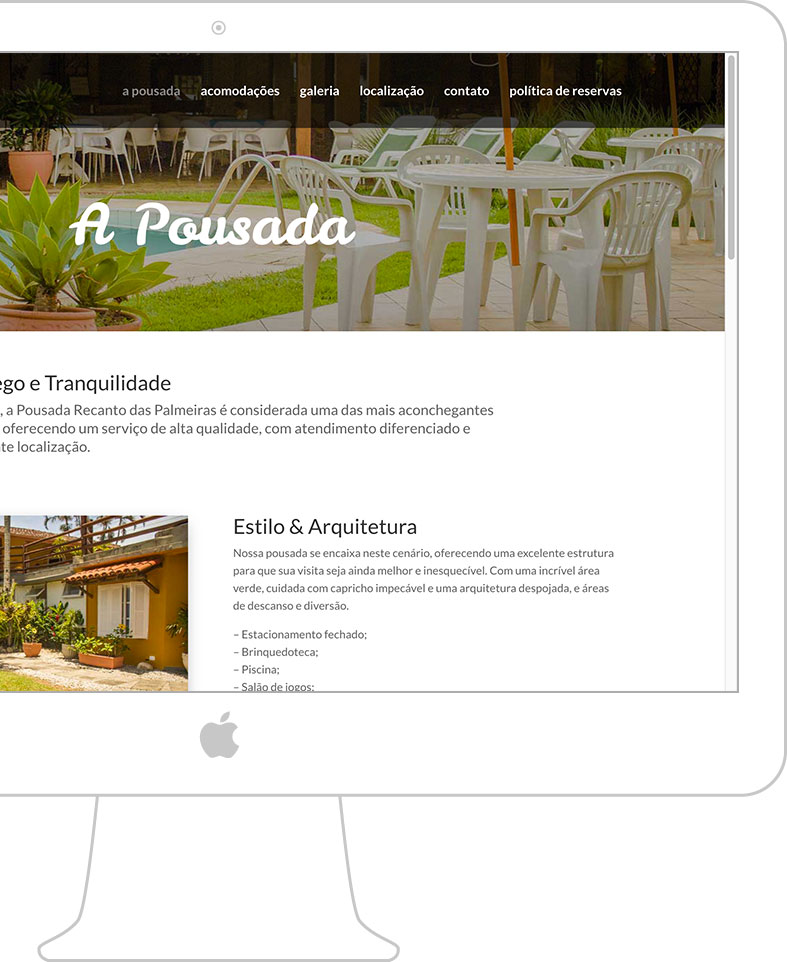 a pousada acomodações galeria localização contato política de reservas
A Pousada
ego e Tranquilidade
, a Pousada Recanto das Palmeiras é considerada uma das mais aconchegantes
oferecendo um serviço de alta qualidade, com atendimento diferenciado e
te localização.
Estilo & Arquitetura
Nossa pousada se encaixa neste cenário, oferecendo uma excelente estrutura
para que sua visita seja ainda melhor e inesquecível. Com uma incrível área
verde, cuidada com capricho impecável e uma arquitetura despojada, e áreas
de descanso e diversão.
– Estacionamento fechado;
– Brinquedoteca;
– Piscina;
– Salão de jogos;